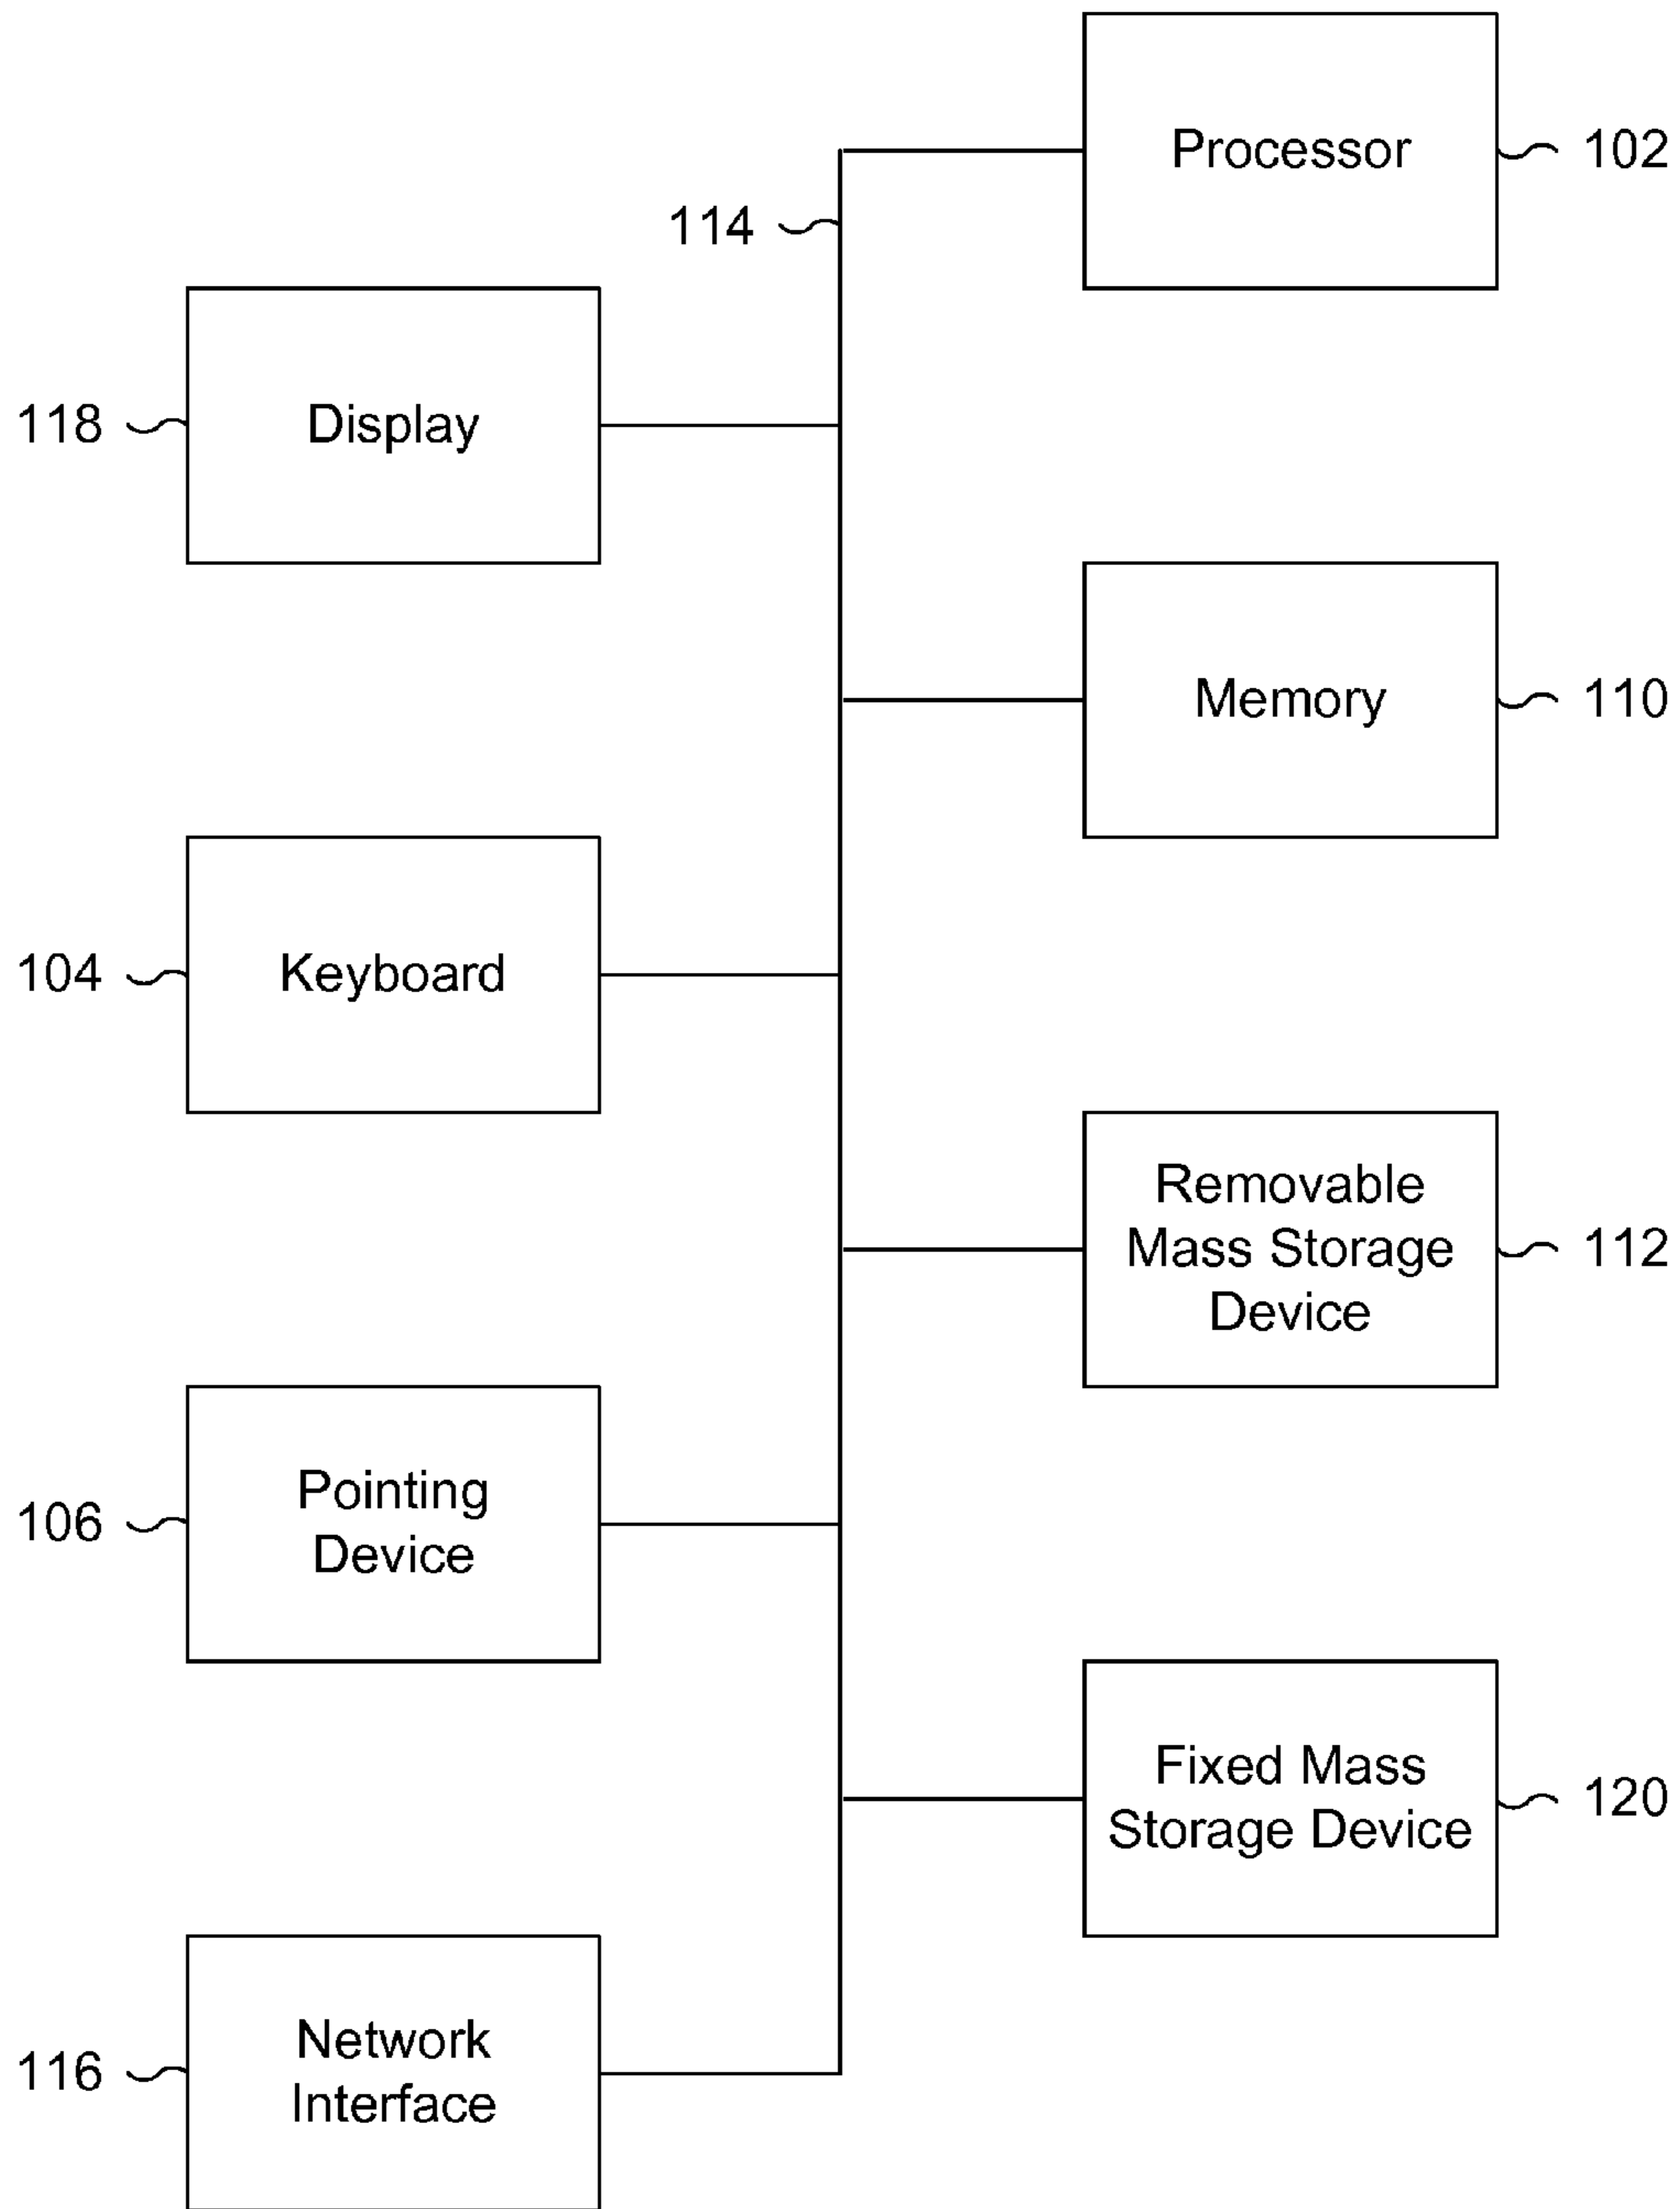 Processor
102
114
118
Display
Memory
110
104
Keyboard
Removable
Mass Storage
Device
112
106
Pointing
Device
Fixed Mass
Storage Device
120
116
Network
Interface